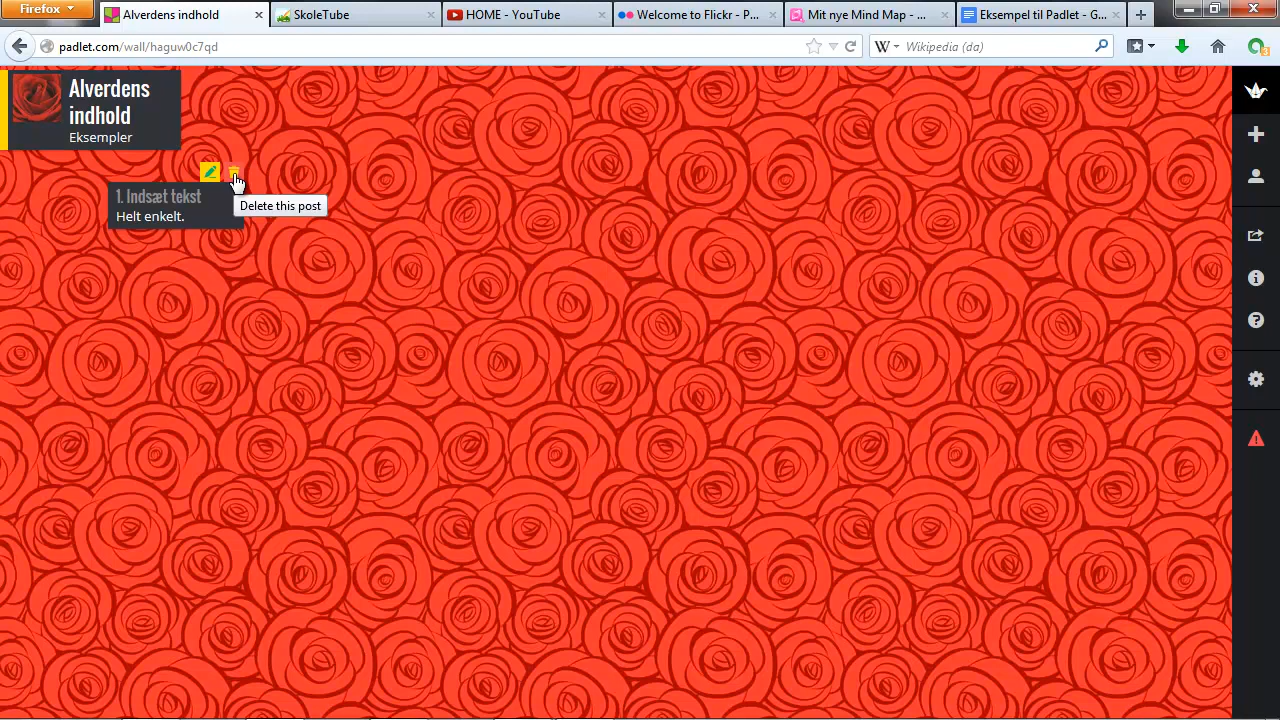 Firefox
Alverdens indhold
SkoleTube
HOME - YouTube
Welcome to Flickr - P...
Mit nye Mind Map - ...
Eksempel til Padlet - G...
padlet.com/wall/haguw0c7qd
W
Wikipedia (da)
3
Alverdens
indhold
Eksempler
1. Indsæt tekst
Helt enkelt.
Delete this post